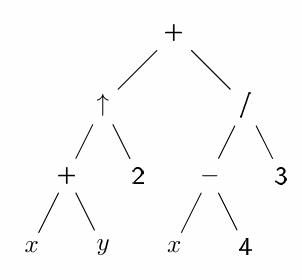 +
↑ /
+ 2 − 3
x y x 4